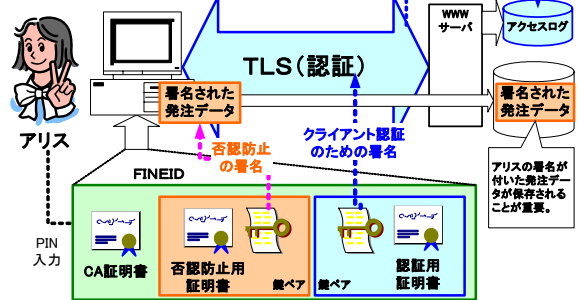 WWW
サーバ
アクセスログ
TLS(認証)
署名された
発注データ
署名された
発注データ
アリス
否認防止
の署名
クライアント認証
のための署名
FINEID
アリスの署名が
付いた発注デー
タが保存される
ことが重要。
PIN
入力
CA証明書
否認防止用
証明書
鍵ペア
鍵ペア
認証用
証明書